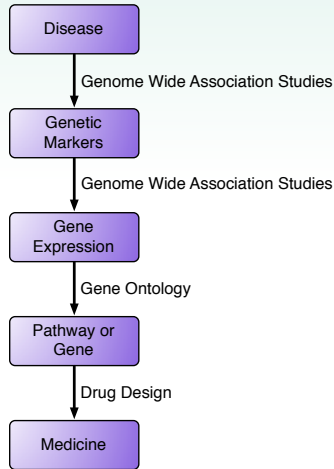 Disease
Genome Wide Association Studies
Genetic
Markers
Genome Wide Association Studies
Gene
Expression
Gene Ontology
Pathway or
Gene
Drug Design
Medicine